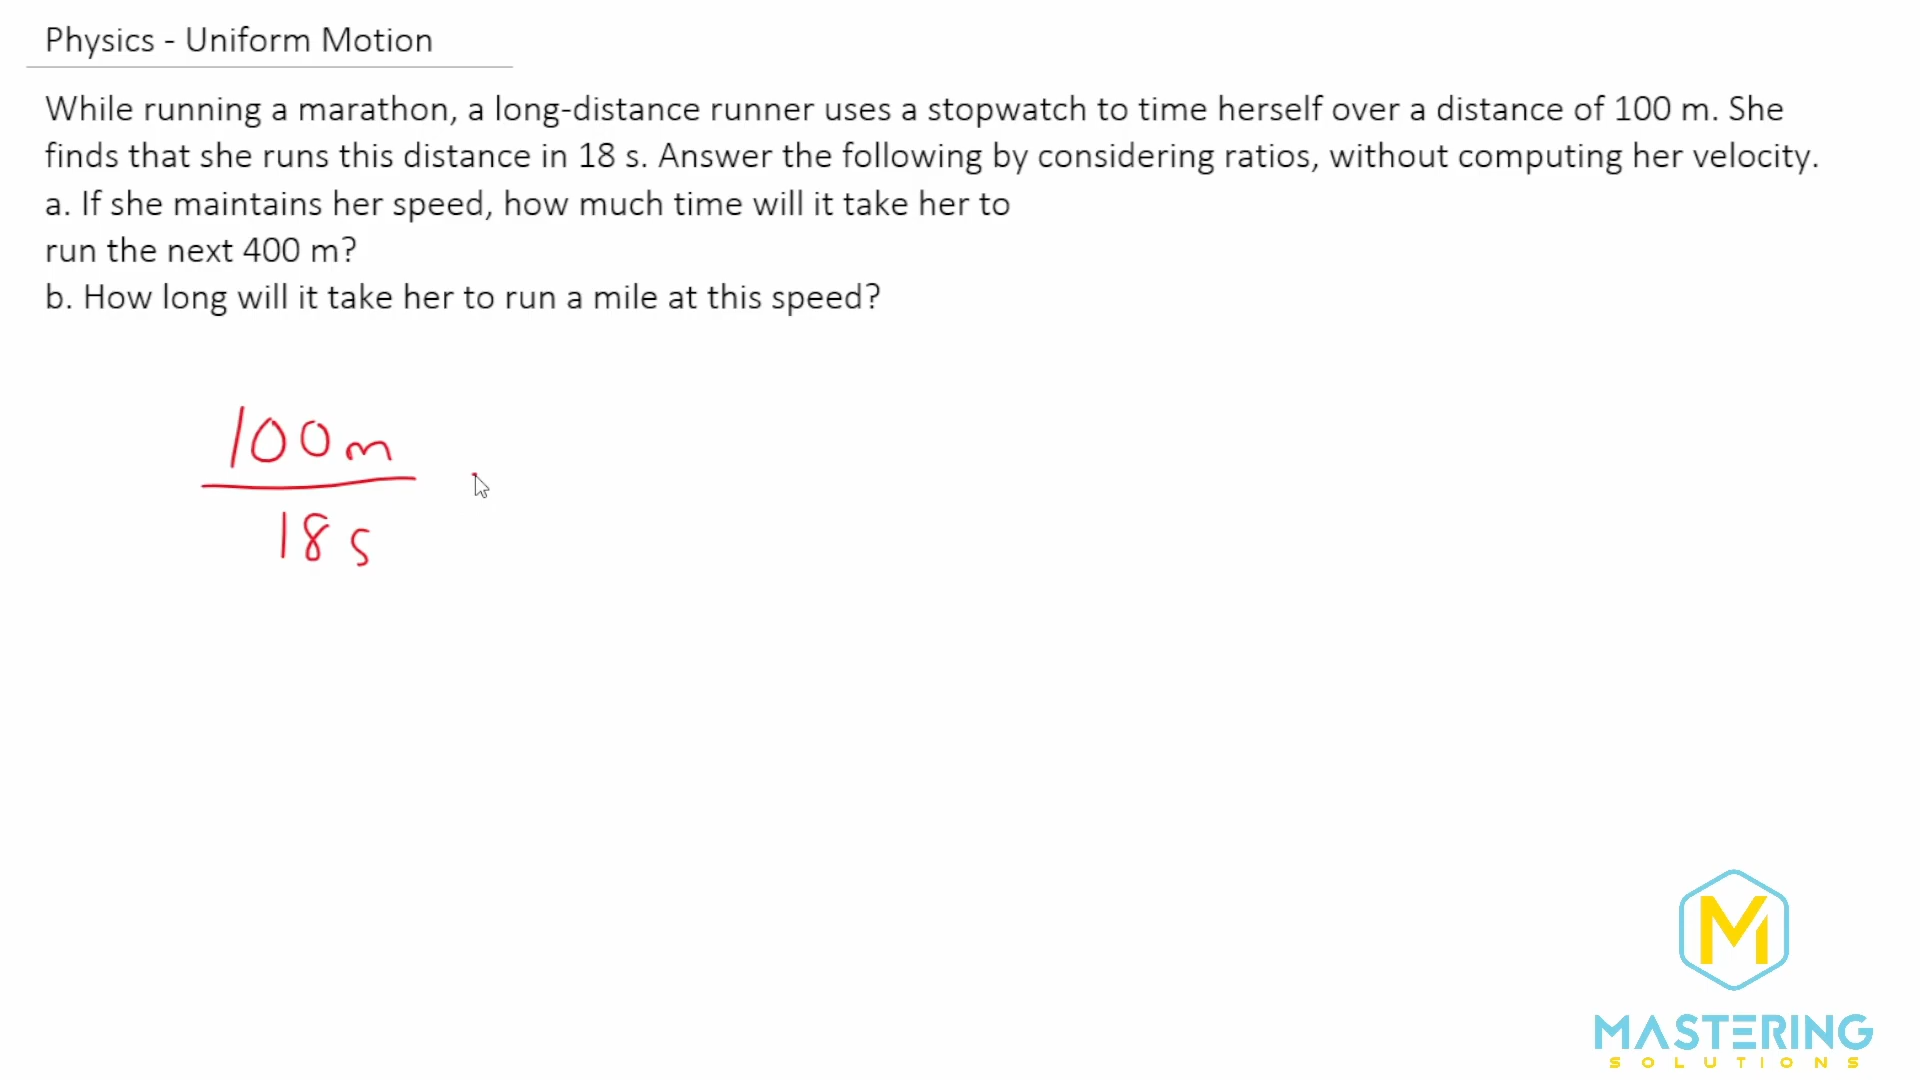 Physics - Uniform Motion
While running a marathon, a long-distance runner uses a stopwatch to time herself over a distance of 100 m. She
finds that she runs this distance in 18 s. Answer the following by considering ratios, without computing her velocity.
a. If she maintains her speed, how much time will it take her to
run the next 400 m?
b. How long will it take her to run a mile at this speed?
100 m
18 s
M
MASTERING
SOLUTIONS